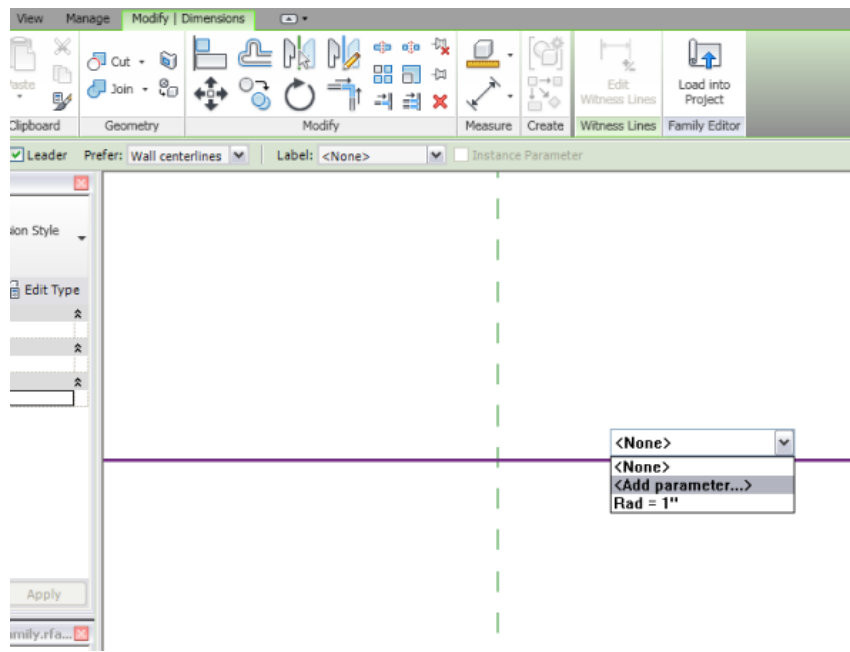 View Manage Modify | Dimensions
Cut
Join
Edit
Witness Lines
Load into
Project
Geometry Modify Measure Create Witness Lines Family Editor
Leader Prefer: Wall centerlines Label: <None> Instance Parameter
Style
Edit Type
<None>
<None>
<Add parameter...>
Rad = 1"
Apply